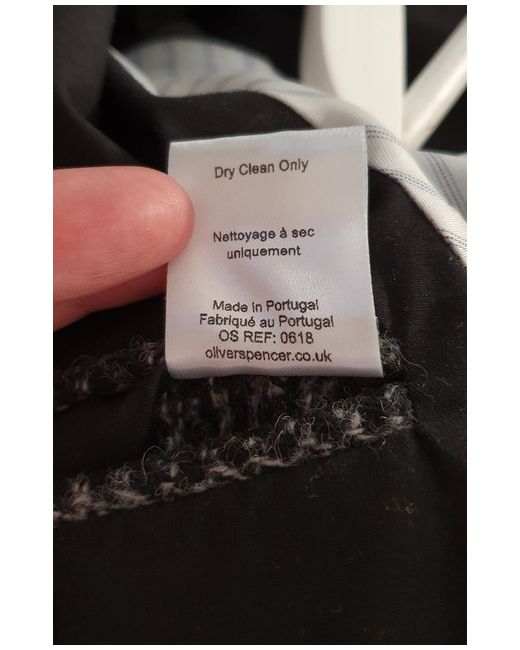 Dry Clean Only
Nettoyage à sec
uniquement
Made in Portugal
Fabriqué au Portugal
OS REF: 0618
oliverspencer.co.uk